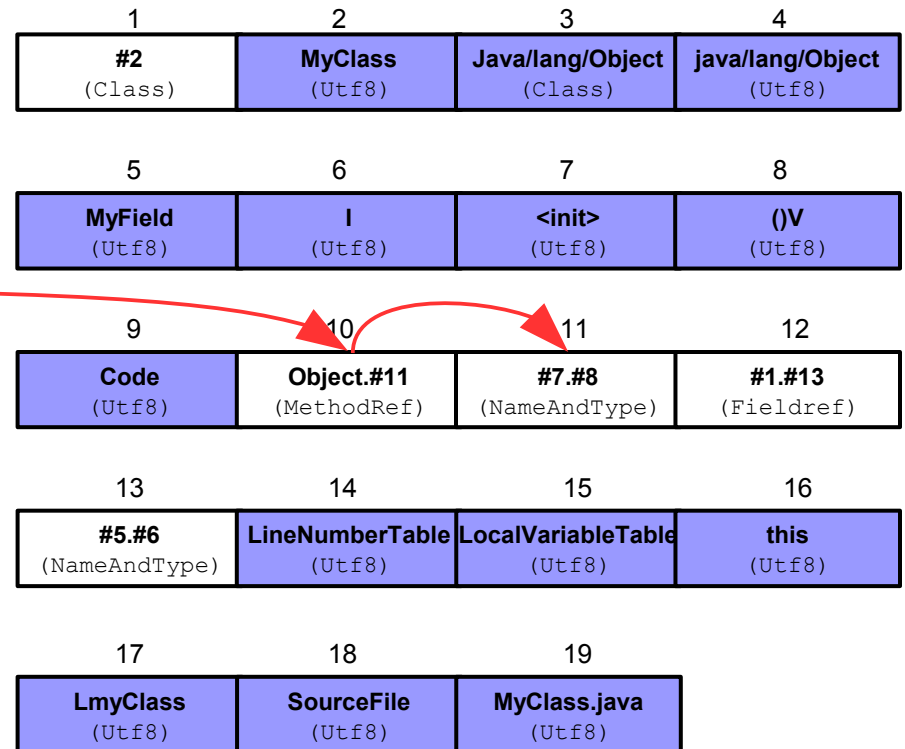 1 2 3 4
#2 MyClass Java/lang/Object java/lang/Object
(Class) (Utf8) (Class) (Utf8)
5 6 7 8
MyField I <init> ()V
(Utf8) (Utf8) (Utf8) (Utf8)
9 10 11 12
Code Object.#11 #7.#8 #1.#13
(Utf8) (MethodRef) (NameAndType) (Fieldref)
13 14 15 16
#5.#6 LineNumberTable LocalVariableTable this
(NameAndType) (Utf8) (Utf8) (Utf8)
17 18 19
LmyClass SourceFile MyClass.java
(Utf8) (Utf8) (Utf8)